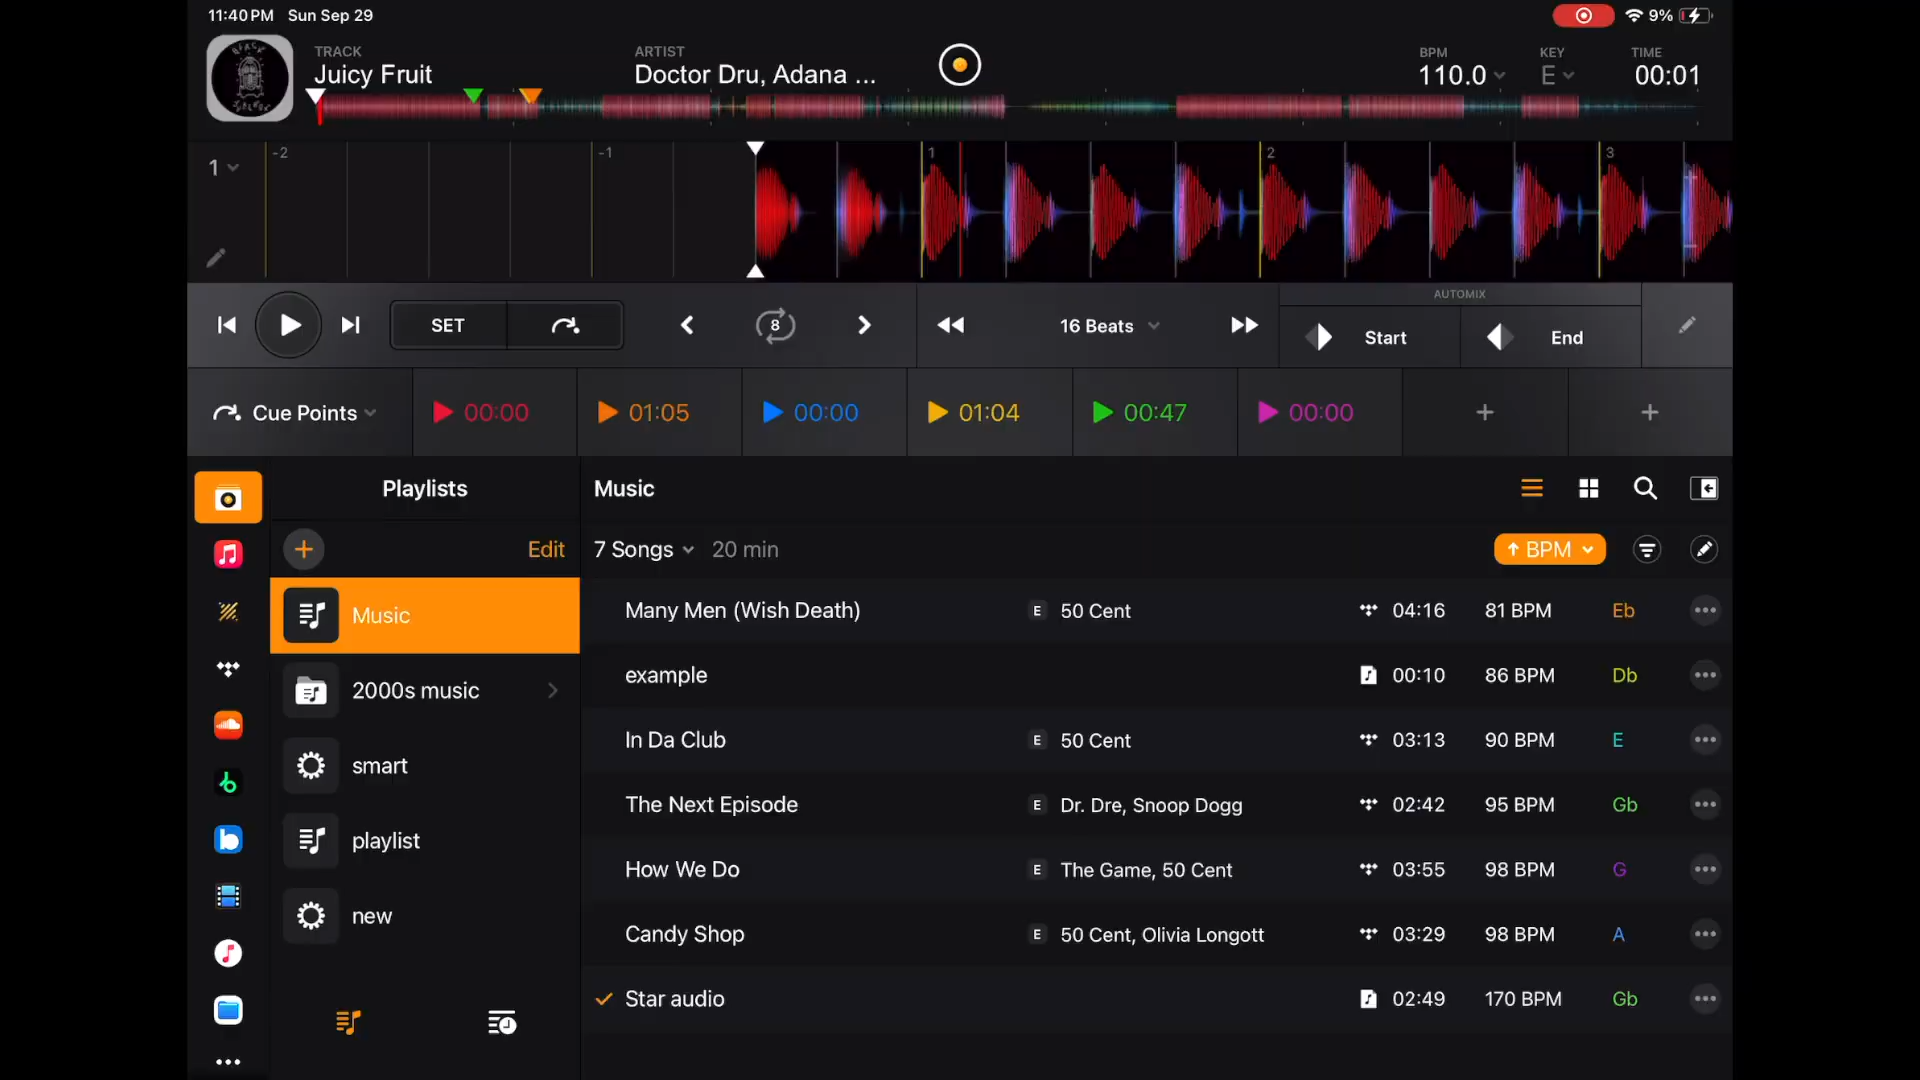 11:40 PM Sun Sep 29
9%
TRACK
Juicy Fruit
ARTIST
Doctor Dru, Adana ...
BPM
110.0
KEY
E
TIME
00:01
1
-2
-1
1
2
3
SET
8
16 Beats
AUTOMIX
Start
End
Cue Points
00:00
01:05
00:00
01:04
00:47
00:00
Playlists
Edit
Music
2000s music
smart
playlist
new
Music
7 Songs 20 min
BPM
Many Men (Wish Death) E 50 Cent 04:16 81 BPM Eb
example 00:10 86 BPM Db
In Da Club E 50 Cent 03:13 90 BPM E
The Next Episode E Dr. Dre, Snoop Dogg 02:42 95 BPM Gb
How We Do E The Game, 50 Cent 03:55 98 BPM G
Candy Shop E 50 Cent, Olivia Longott 03:29 98 BPM A
Star audio 02:49 170 BPM Gb